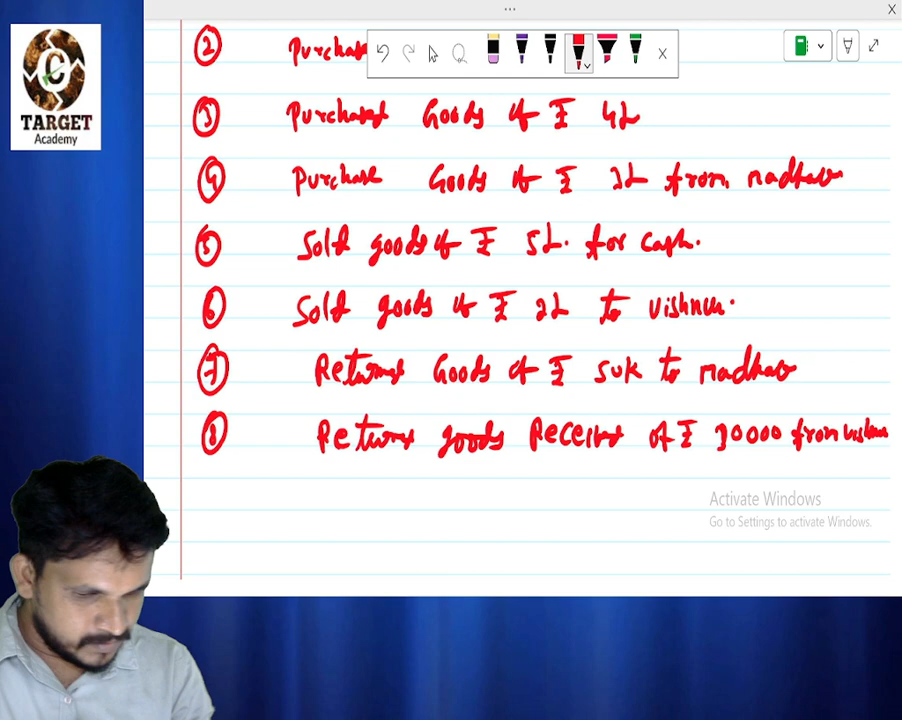 ② Purchas
③ Purchased Goods of ₹ 4L
④ Purchase Goods of ₹ 2L from madhav
⑤ Sold goods of ₹ 5L. for cash.
⑥ Sold goods of ₹ 2L to vishnu.
⑦ Returned Goods of ₹ 50K to madhav
⑧ Returned goods Received of ₹ 30000 from vishnu
TARGET
Academy
Activate Windows
Go to Settings to activate Windows.